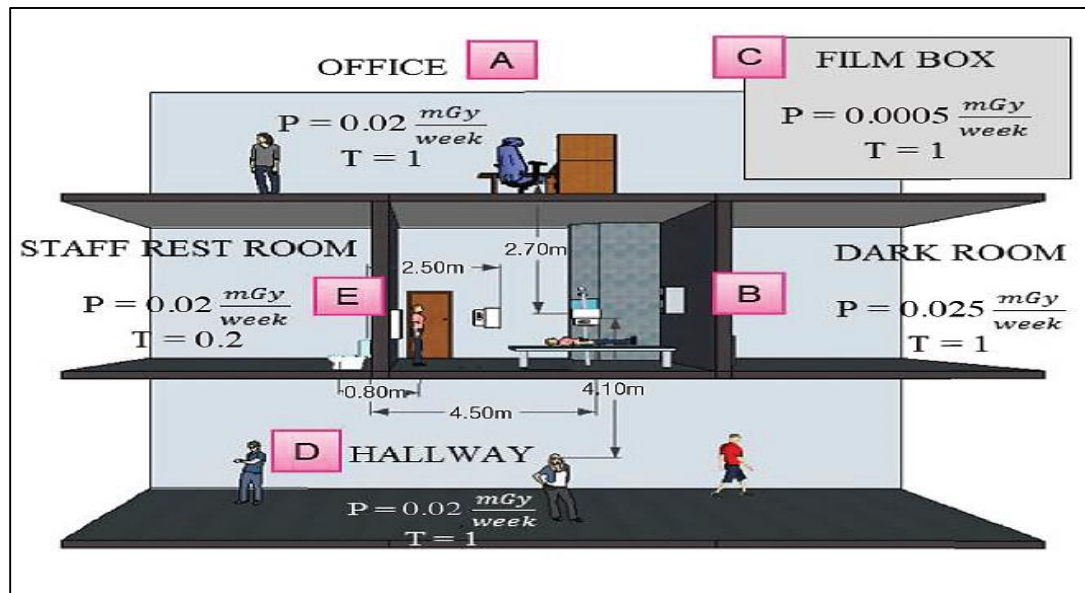 OFFICE A
P = 0.02 mGy/week
T = 1
C FILM BOX
P = 0.0005 mGy/week
T = 1
2.70m
STAFF REST ROOM
2.50m
E
P = 0.02 mGy/week
T = 0.2
DARK ROOM
B
P = 0.025 mGy/week
T = 1
0.80m
4.50m
4.10m
D HALLWAY
P = 0.02 mGy/week
T = 1